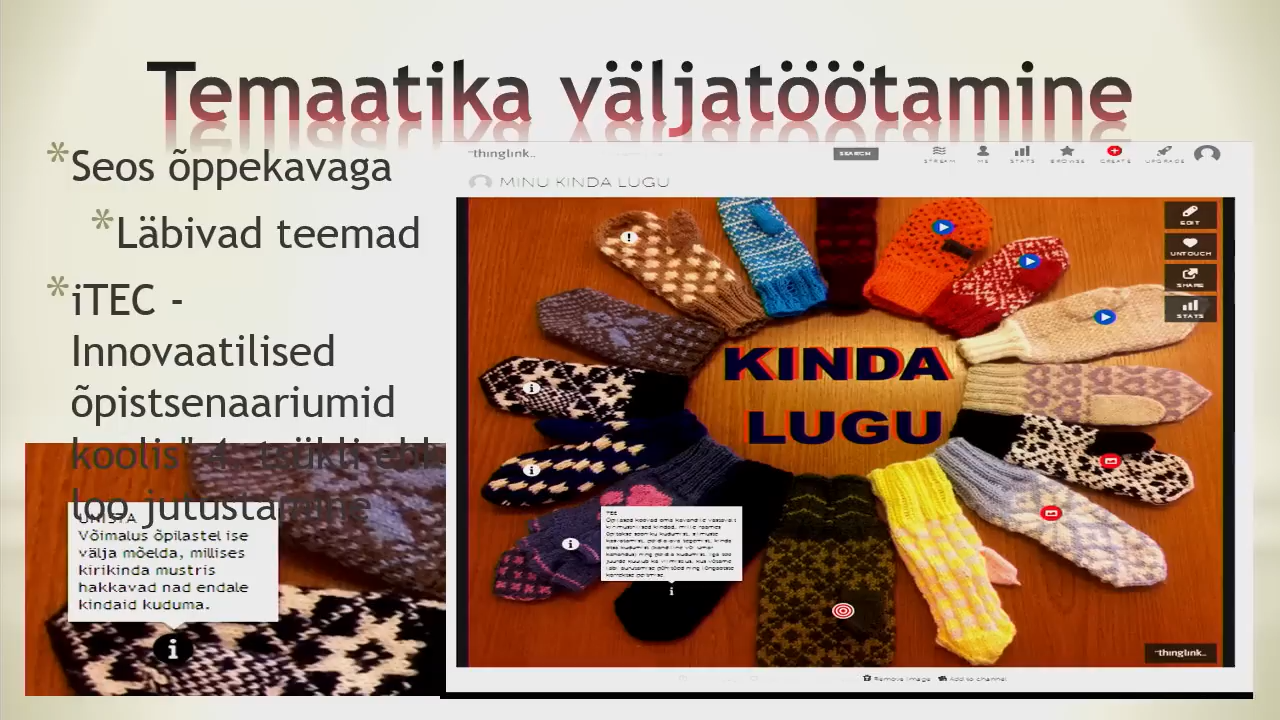 Temaatika väljatöötamine
*Seos õppekavaga
*Läbivad teemad
*iTEC -
Innovaatilised
õpistsenaariumid
koolis" 4. tsükli ehk
loo jutustamine
UNISTA
Võimalus õpilastel ise
välja mõelda, millises
kirikinda mustris
hakkavad nad endale
kindaid kuduma.
i
thinglink..
SEARCH
STREAM
ME
STATS
BROWSE
CREATE
UPGRADE
MINU KINDA LUGU
EDIT
UNTOUCH
SHARE
STATS
KINDA
LUGU
TEE
thinglink..
Remove image
Add to channel